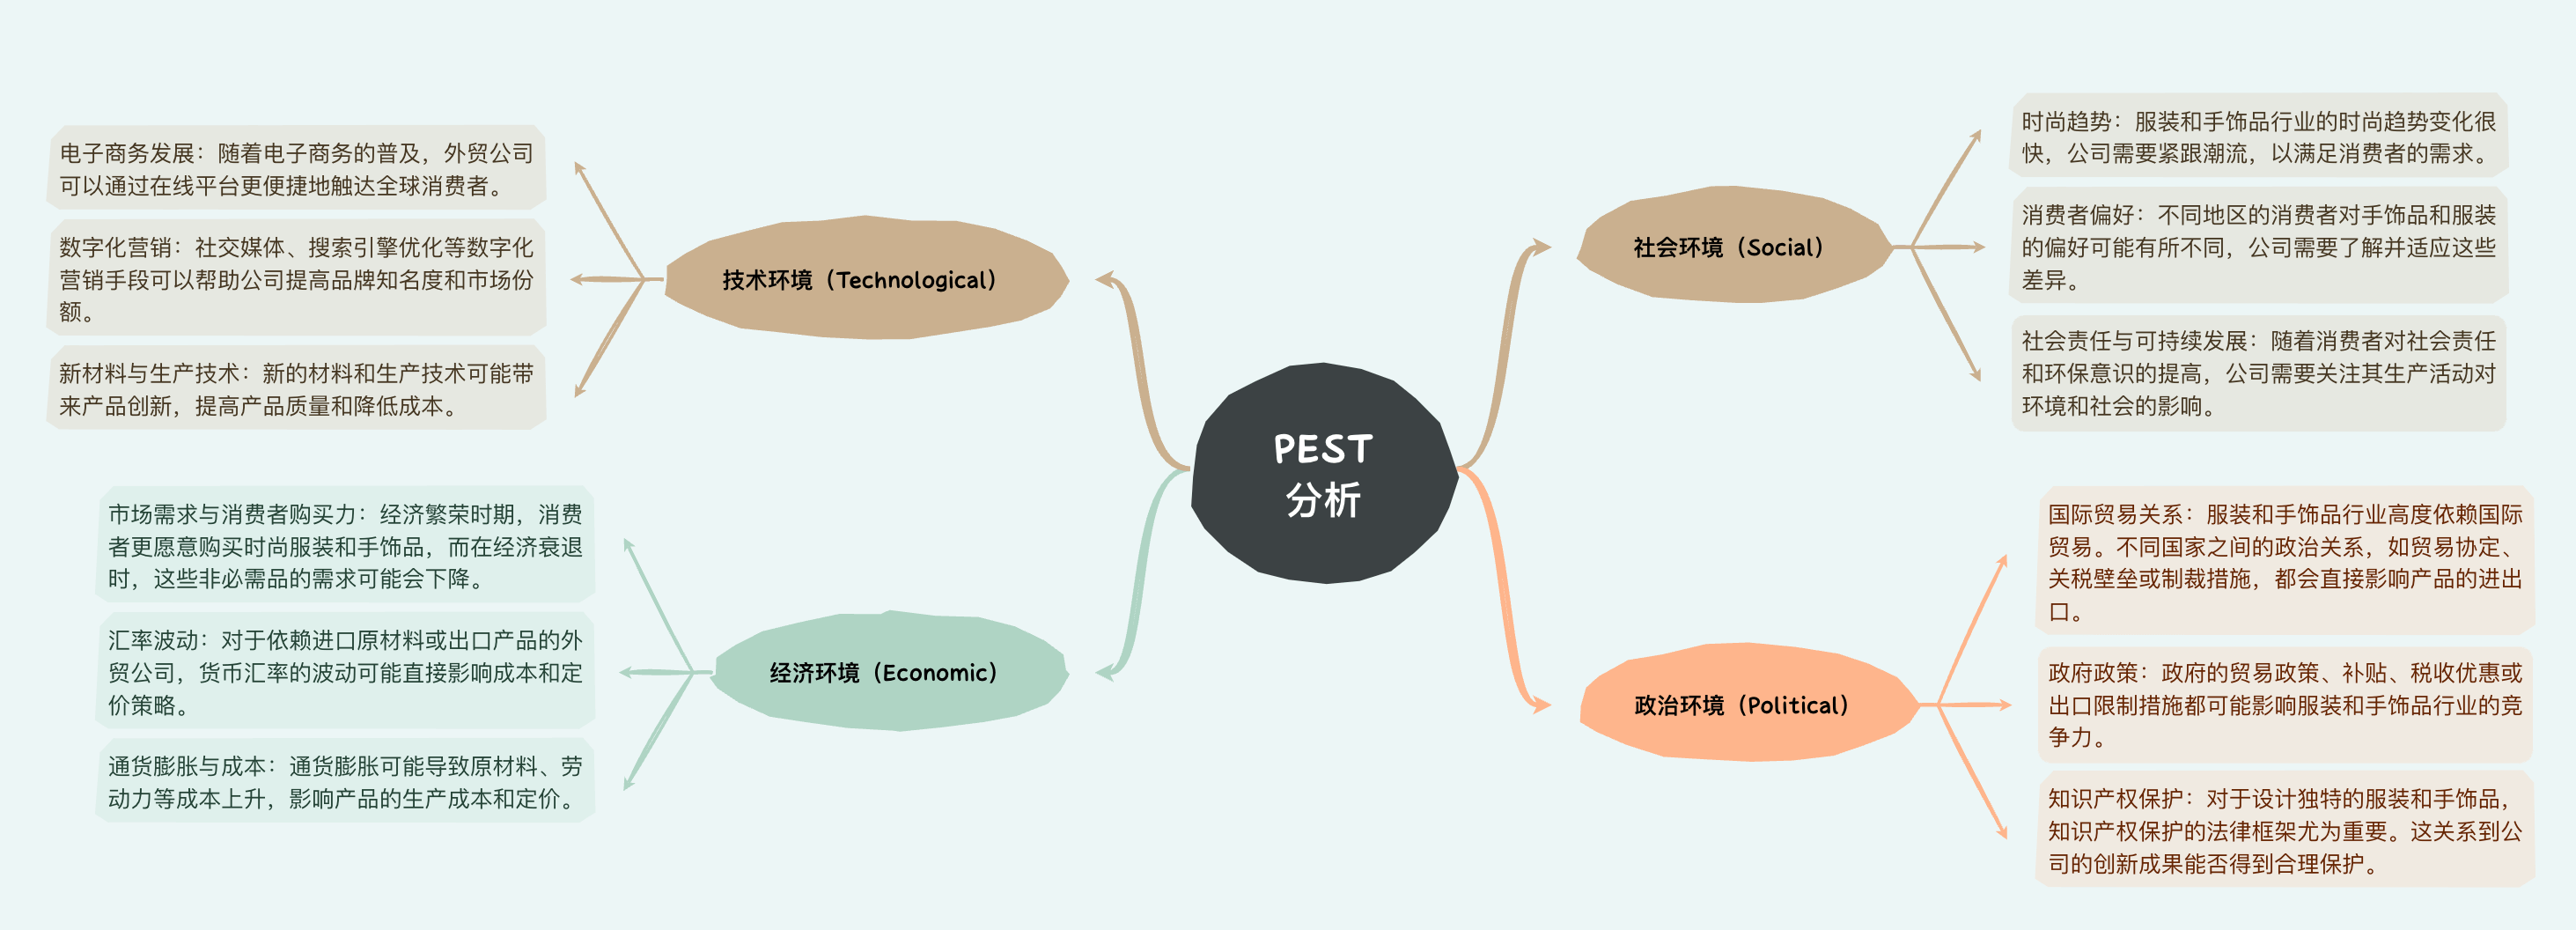 PEST
分析
社会环境（Social）
时尚趋势：服装和手饰品行业的时尚趋势变化很
快，公司需要紧跟潮流，以满足消费者的需求。
消费者偏好：不同地区的消费者对手饰品和服装
的偏好可能有所不同，公司需要了解并适应这些
差异。
社会责任与可持续发展：随着消费者对社会责任
和环保意识的提高，公司需要关注其生产活动对
环境和社会的影响。
政治环境（Political）
国际贸易关系：服装和手饰品行业高度依赖国际
贸易。不同国家之间的政治关系，如贸易协定、
关税壁垒或制裁措施，都会直接影响产品的进出
口。
政府政策：政府的贸易政策、补贴、税收优惠或
出口限制措施都可能影响服装和手饰品行业的竞
争力。
知识产权保护：对于设计独特的服装和手饰品，
知识产权保护的法律框架尤为重要。这关系到公
司的创新成果能否得到合理保护。
技术环境（Technological）
电子商务发展：随着电子商务的普及，外贸公司
可以通过在线平台更便捷地触达全球消费者。
数字化营销：社交媒体、搜索引擎优化等数字化
营销手段可以帮助公司提高品牌知名度和市场份
额。
新材料与生产技术：新的材料和生产技术可能带
来产品创新，提高产品质量和降低成本。
经济环境（Economic）
市场需求与消费者购买力：经济繁荣时期，消费
者更愿意购买时尚服装和手饰品，而在经济衰退
时，这些非必需品的需求可能会下降。
汇率波动：对于依赖进口原材料或出口产品的外
贸公司，货币汇率的波动可能直接影响成本和定
价策略。
通货膨胀与成本：通货膨胀可能导致原材料、劳
动力等成本上升，影响产品的生产成本和定价。